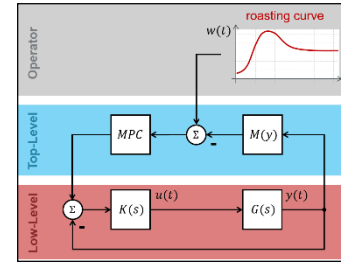 roasting curve
w(t)
Operator
Top-Level
MPC
Σ
-
M(y)
Low-Level
Σ
-
K(s)
u(t)
G(s)
y(t)